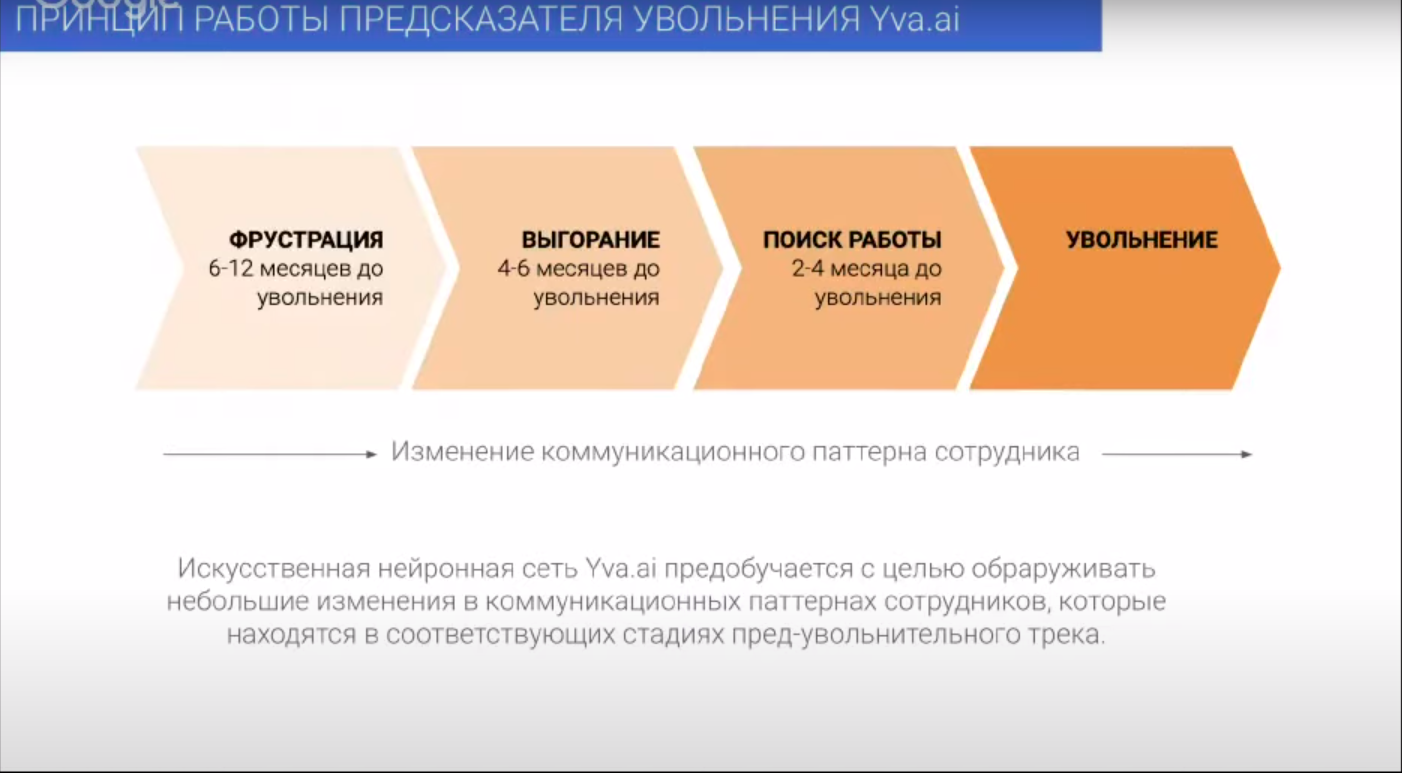 ПРИНЦИП РАБОТЫ ПРЕДСКАЗАТЕЛЯ УВОЛЬНЕНИЯ Yva.ai
ФРУСТРАЦИЯ
6-12 месяцев до
увольнения
ВЫГОРАНИЕ
4-6 месяцев до
увольнения
ПОИСК РАБОТЫ
2-4 месяца до
увольнения
УВОЛЬНЕНИЕ
Изменение коммуникационного паттерна сотрудника
Искусственная нейронная сеть Yva.ai предобучается с целью обраруживать
небольшие изменения в коммуникационных паттернах сотрудников, которые
находятся в соответствующих стадиях пред-увольнительного трека.